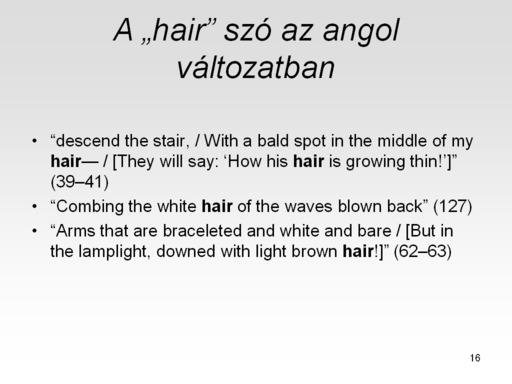 A „hair” szó az angol
változatban
• “descend the stair, / With a bald spot in the middle of my
hair— / [They will say: ‘How his hair is growing thin!’]”
(39–41)
• “Combing the white hair of the waves blown back” (127)
• “Arms that are braceleted and white and bare / [But in
the lamplight, downed with light brown hair!]” (62–63)
16